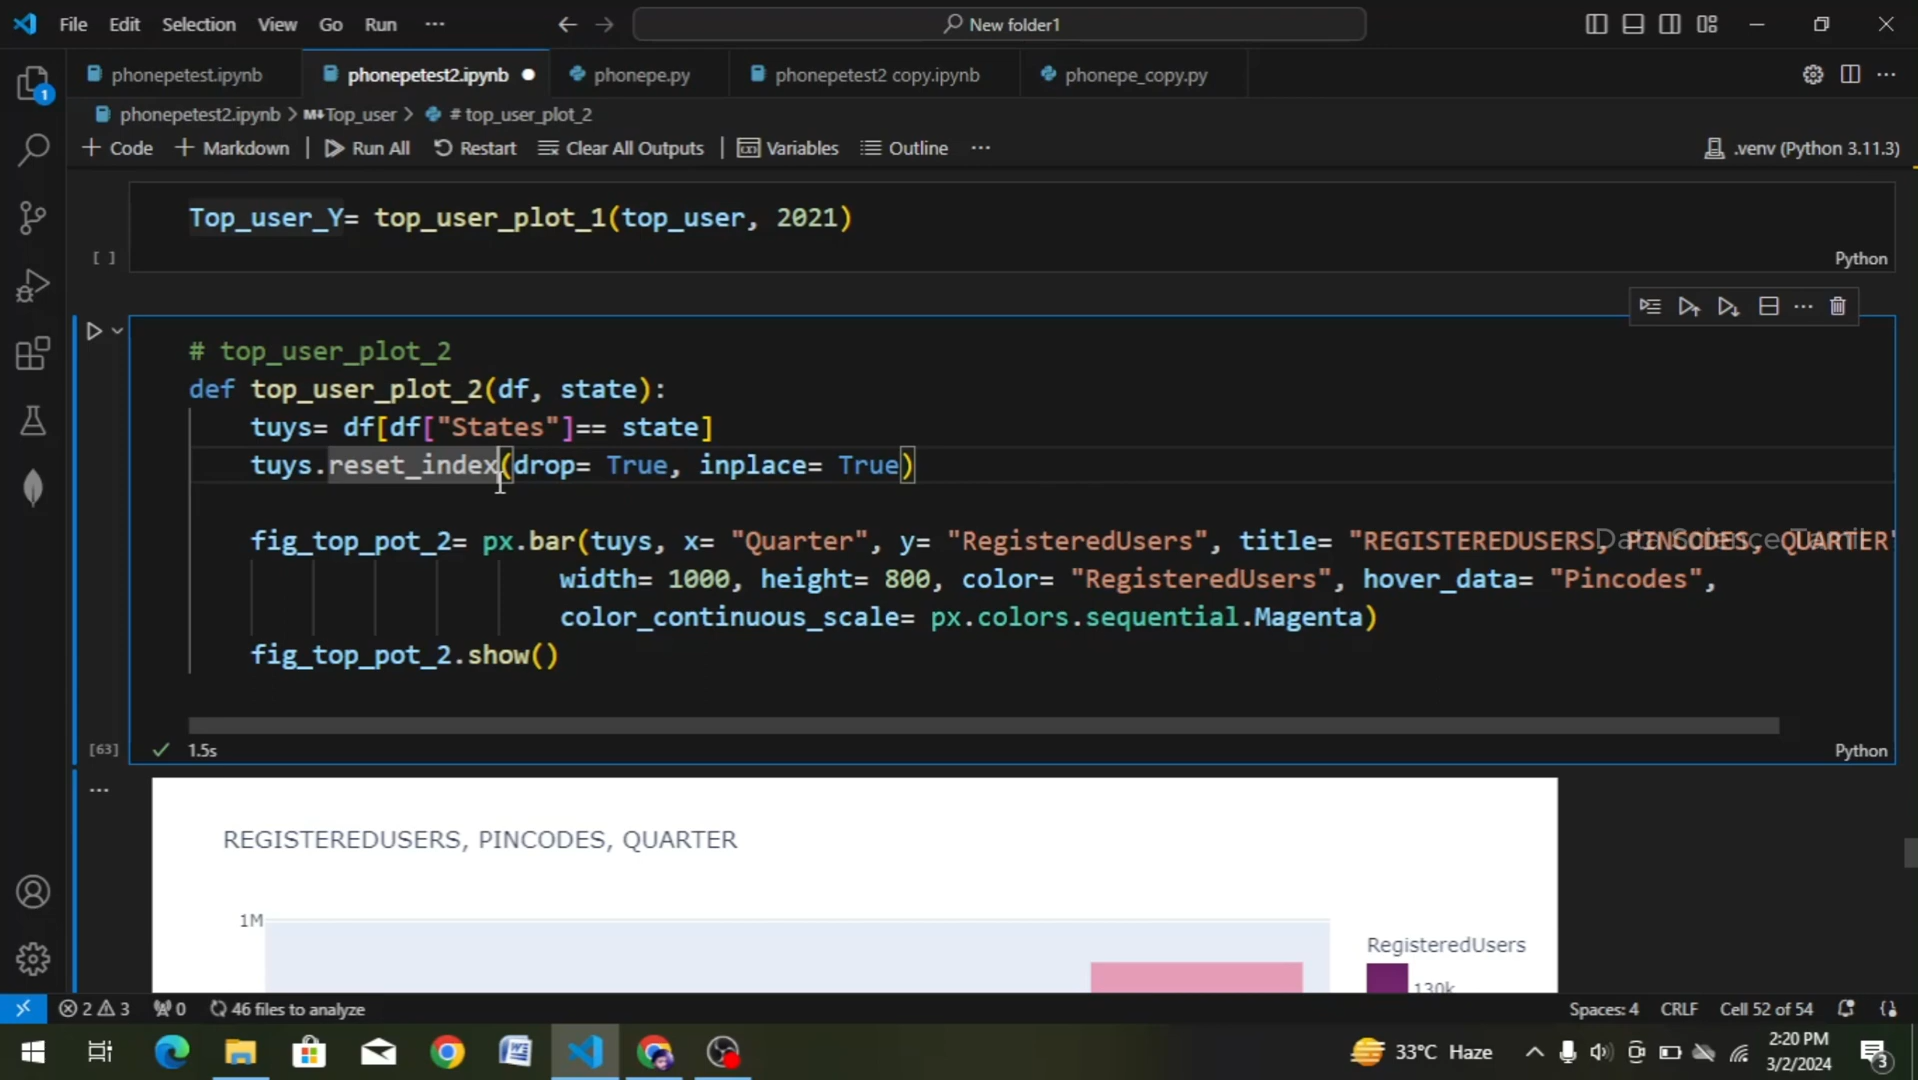 File Edit Selection View Go Run ... New folder1
phonepetest.ipynb phonepetest2.ipynb phonepe.py phonepetest2 copy.ipynb phonepe_copy.py
1
phonepetest2.ipynb > M↓Top_user > # top_user_plot_2
+ Code + Markdown | Run All Restart Clear All Outputs | Variables Outline ... .venv (Python 3.11.3)
Top_user_Y= top_user_plot_1(top_user, 2021)
[ ] Python
# top_user_plot_2
def top_user_plot_2(df, state):
tuys= df[df["States"]== state]
tuys.reset_index(drop= True, inplace= True)
fig_top_pot_2= px.bar(tuys, x= "Quarter", y= "RegisteredUsers", title= "REGISTEREDUSERS, PINCODES, QUARTER"
Data Science Tamil
width= 1000, height= 800, color= "RegisteredUsers", hover_data= "Pincodes",
color_continuous_scale= px.colors.sequential.Magenta)
fig_top_pot_2.show()
[63] 1.5s Python
...
REGISTEREDUSERS, PINCODES, QUARTER
1M
RegisteredUsers
130k
2 3 0 46 files to analyze Spaces: 4 CRLF Cell 52 of 54
33°C Haze 2:20 PM
3/2/2024
3